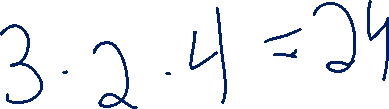 3 · 2 · 4 = 24